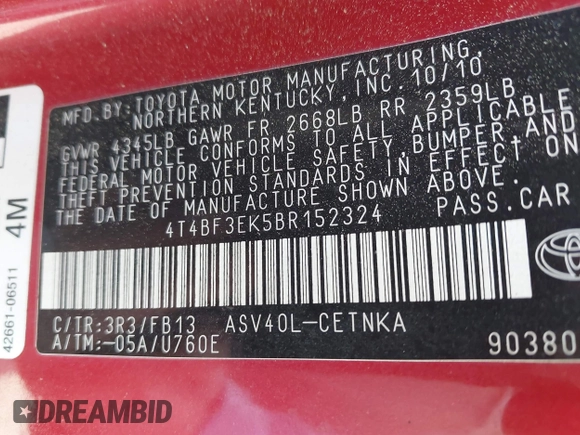 MFD. BY: TOYOTA MOTOR MANUFACTURING,
NORTHERN KENTUCKY, INC. 10/10
GVWR 4345LB GAWR FR 2668LB RR 2359LB
THIS VEHICLE CONFORMS TO ALL APPLICABLE
FEDERAL MOTOR VEHICLE SAFETY, BUMPER, AND
THEFT PREVENTION STANDARDS IN EFFECT ON
THE DATE OF MANUFACTURE SHOWN ABOVE.
4T4BF3EK5BR152324 PASS.CAR
C/TR:3R3/FB13 ASV40L-CETNKA
A/TM:-05A/U760E 90380
4M
42661-06511
DREAMBID